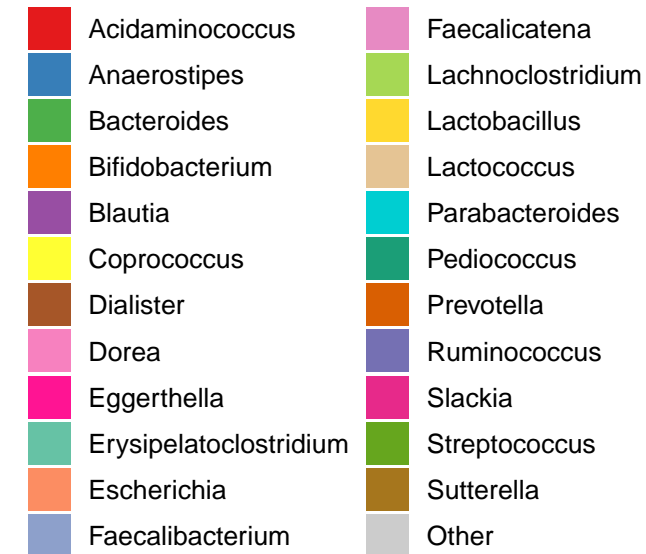 Acidaminococcus
Anaerostipes
Bacteroides
Bifidobacterium
Blautia
Coprococcus
Dialister
Dorea
Eggerthella
Erysipelatoclostridium
Escherichia
Faecalibacterium
Faecalicatena
Lachnoclostridium
Lactobacillus
Lactococcus
Parabacteroides
Pediococcus
Prevotella
Ruminococcus
Slackia
Streptococcus
Sutterella
Other